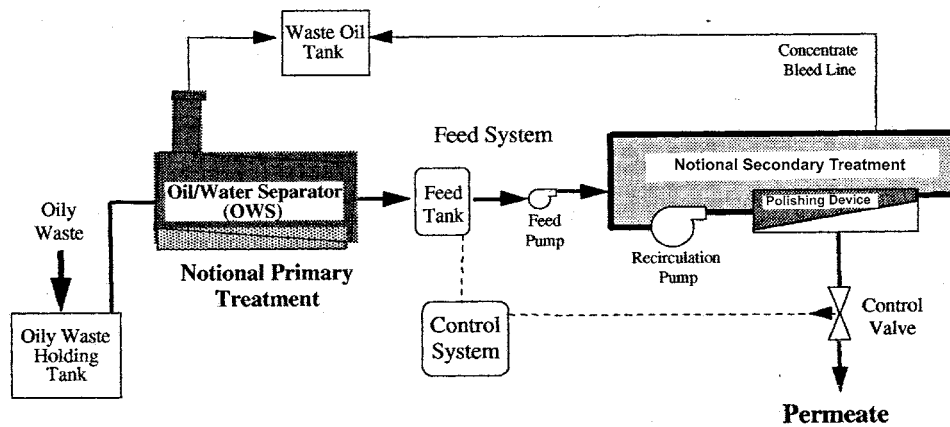 Waste Oil
Tank
Concentrate
Bleed Line
Feed System
Notional Secondary Treatment
Oil/Water Separator
(OWS)
Feed
Tank
Polishing Device
Oily
Waste
Feed
Pump
Recirculation
Pump
Notional Primary
Treatment
Control
System
Control
Valve
Oily Waste
Holding
Tank
Permeate